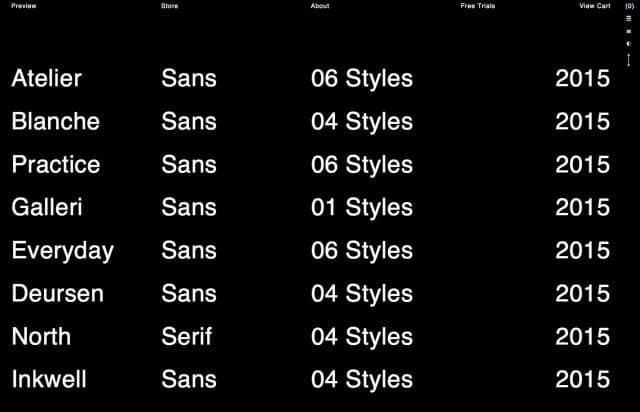 Preview Store About Free Trials View Cart (0)
Atelier Sans 06 Styles 2015
Blanche Sans 04 Styles 2015
Practice Sans 06 Styles 2015
Galleri Sans 01 Styles 2015
Everyday Sans 06 Styles 2015
Deursen Sans 04 Styles 2015
North Serif 04 Styles 2015
Inkwell Sans 04 Styles 2015